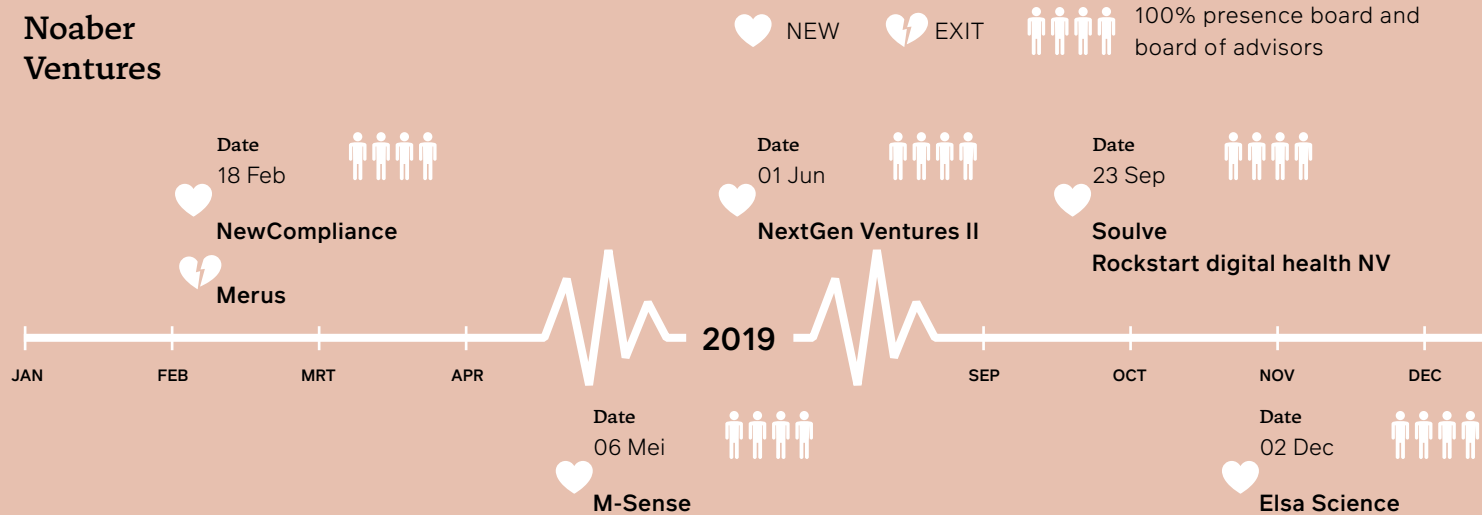 Noaber
Ventures
NEW
EXIT
100% presence board and
board of advisors
Date
18 Feb
NewCompliance
Merus
Date
01 Jun
NextGen Ventures II
Date
23 Sep
Soulve
Rockstart digital health NV
2019
JAN
FEB
MRT
APR
SEP
OCT
NOV
DEC
Date
06 Mei
M-Sense
Date
02 Dec
Elsa Science